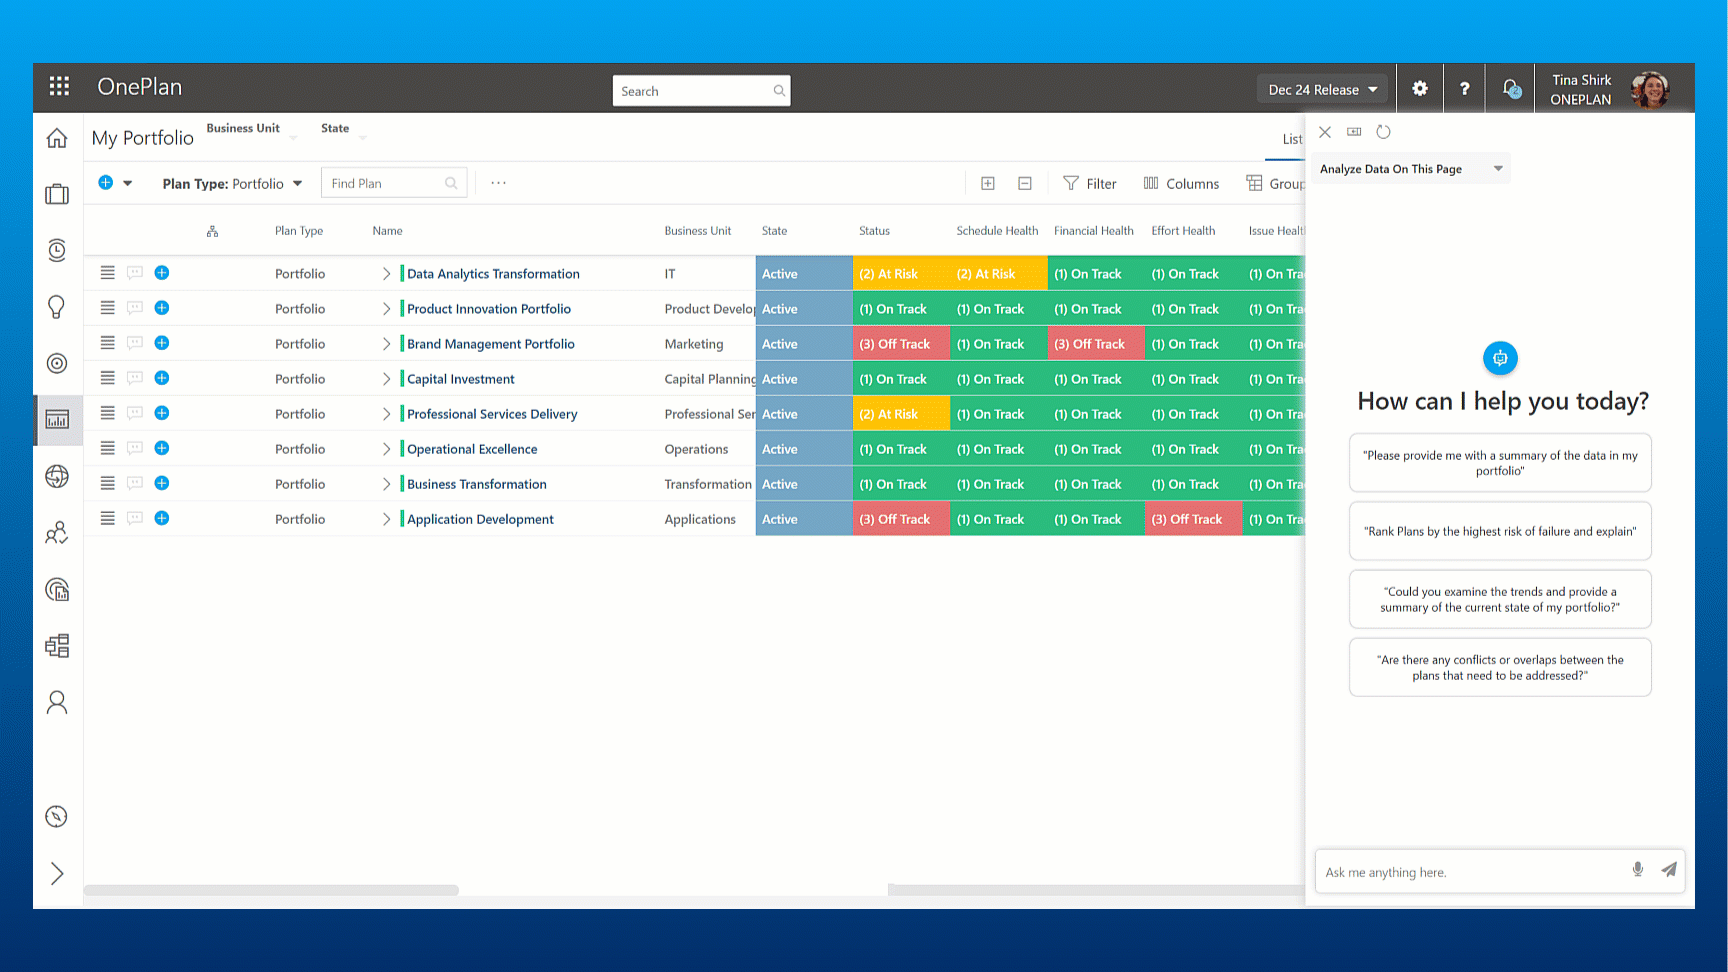 OnePlan
Search
Dec 24 Release
?
2
Tina Shirk
ONEPLAN
My Portfolio
Business Unit
State
List
Plan Type: Portfolio
Find Plan
...
Filter
Columns
Group
Plan Type Name Business Unit State Status Schedule Health Financial Health Effort Health Issue Healt
Portfolio Data Analytics Transformation IT Active (2) At Risk (2) At Risk (1) On Track (1) On Track (1) On Tra
Portfolio Product Innovation Portfolio Product Develop Active (1) On Track (1) On Track (1) On Track (1) On Track (1) On Tra
Portfolio Brand Management Portfolio Marketing Active (3) Off Track (1) On Track (3) Off Track (1) On Track (1) On Tra
Portfolio Capital Investment Capital Planning Active (1) On Track (1) On Track (1) On Track (1) On Track (1) On Tra
Portfolio Professional Services Delivery Professional Ser Active (2) At Risk (1) On Track (1) On Track (1) On Track (1) On Tra
Portfolio Operational Excellence Operations Active (1) On Track (1) On Track (1) On Track (1) On Track (1) On Tra
Portfolio Business Transformation Transformation Active (1) On Track (1) On Track (1) On Track (1) On Track (1) On Tra
Portfolio Application Development Applications Active (3) Off Track (1) On Track (1) On Track (3) Off Track (1) On Tra
Analyze Data On This Page
How can I help you today?
"Please provide me with a summary of the data in my
portfolio"
"Rank Plans by the highest risk of failure and explain"
"Could you examine the trends and provide a
summary of the current state of my portfolio?"
"Are there any conflicts or overlaps between the
plans that need to be addressed?"
Ask me anything here.